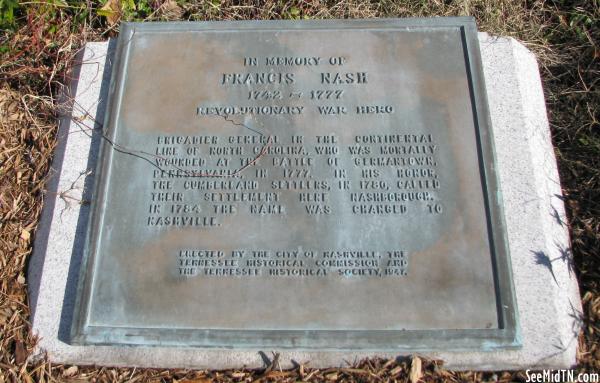 IN MEMORY OF
FRANCIS NASH
1742 - 1777
REVOLUTIONARY WAR HERO
BRIGADIER GENERAL IN THE CONTINENTAL
LINE OF NORTH CAROLINA, WHO WAS MORTALLY
WOUNDED AT THE BATTLE OF GERMANTOWN,
PENNSYLVANIA, IN 1777. IN HIS HONOR,
THE CUMBERLAND SETTLERS, IN 1780, CALLED
THEIR SETTLEMENT HERE NASHBOROUGH.
IN 1784 THE NAME WAS CHANGED TO
NASHVILLE.
ERECTED BY THE CITY OF NASHVILLE, THE
TENNESSEE HISTORICAL COMMISSION AND
THE TENNESSEE HISTORICAL SOCIETY,
SeeMidTN.com